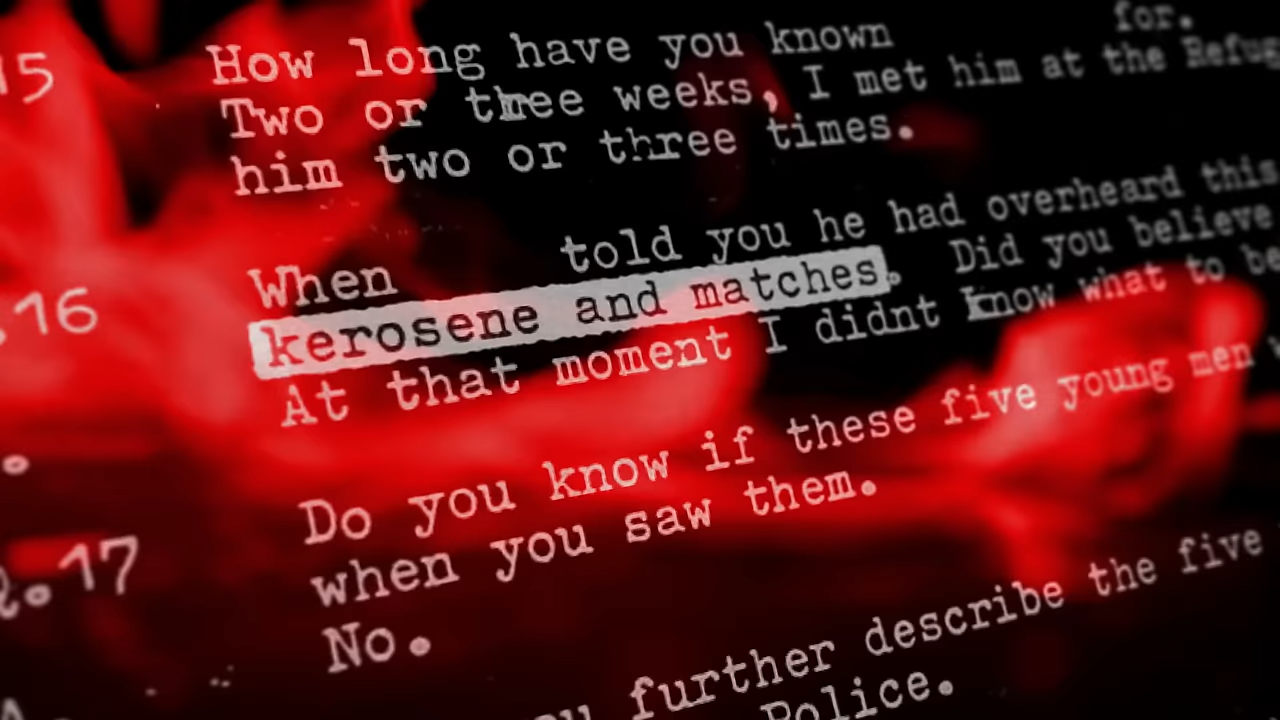 15 How long have you known for.
Two or three weeks, I met him at the
him two or three times.
When told you he had overheard this
.16 kerosene and matches. Did you believe
At that moment I didnt know what to be
Do you know if these five young men
.17 when you saw them.
No.
further describe the five
Police.